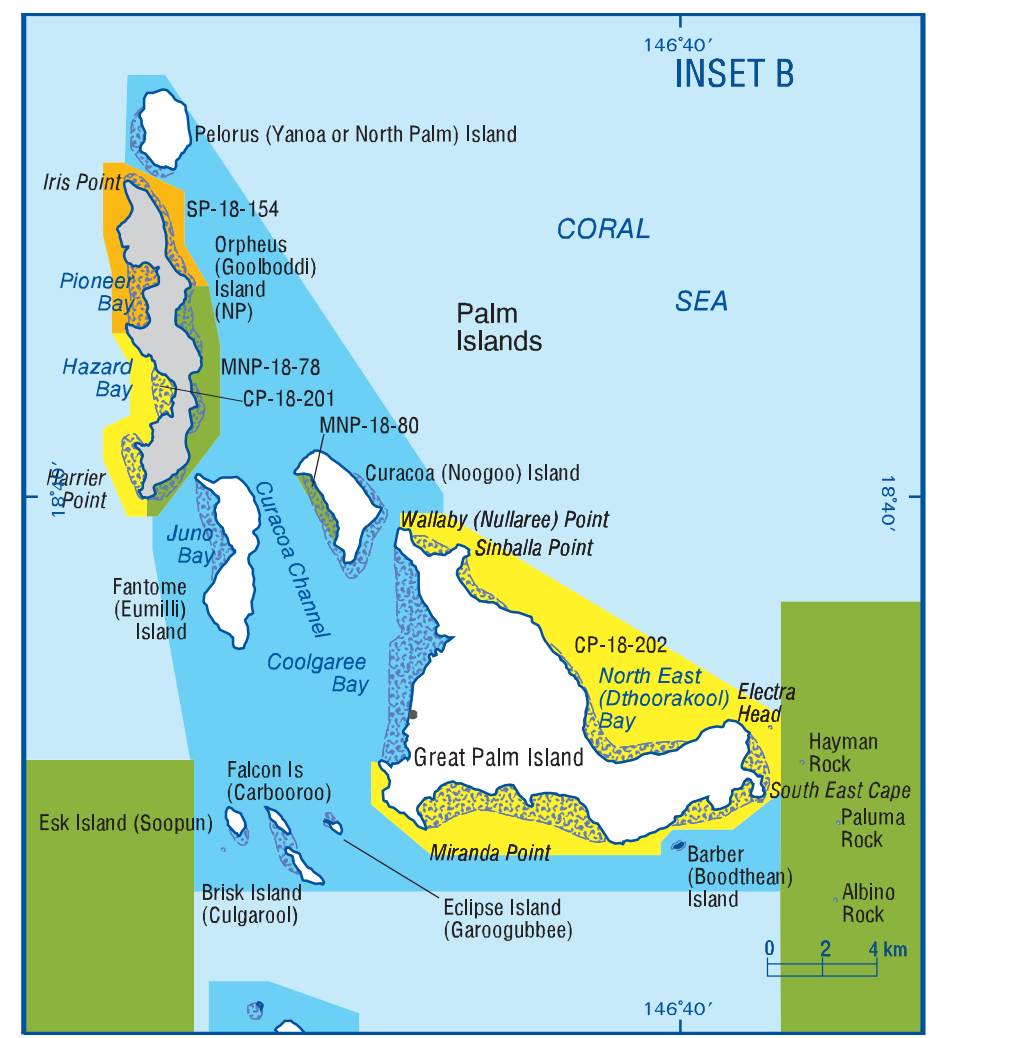 146°40′
INSET B
Pelorus (Yanoa or North Palm) Island
Iris Point
SP-18-154
CORAL
SEA
Orpheus
(Goolboddi)
Island
(NP)
Pioneer
Bay
Palm
Islands
Hazard
Bay
MNP-18-78
CP-18-201
MNP-18-80
Curacoa (Noogoo) Island
Harrier
Point
18°40′
18°40′
Wallaby (Nullaree) Point
Sinballa Point
Juno
Bay
Curacoa Channel
Fantome
(Eumilli)
Island
CP-18-202
Coolgaree
Bay
North East
(Dthoorakool)
Bay
Electra
Head
Great Palm Island
Hayman
Rock
Falcon Is
(Carbooroo)
South East Cape
Esk Island (Soopun)
Paluma
Rock
Miranda Point
Barber
(Boodthean)
Island
Brisk Island
(Culgarool)
Eclipse Island
(Garoogubbee)
Albino
Rock
0 2 4 km
146°40′